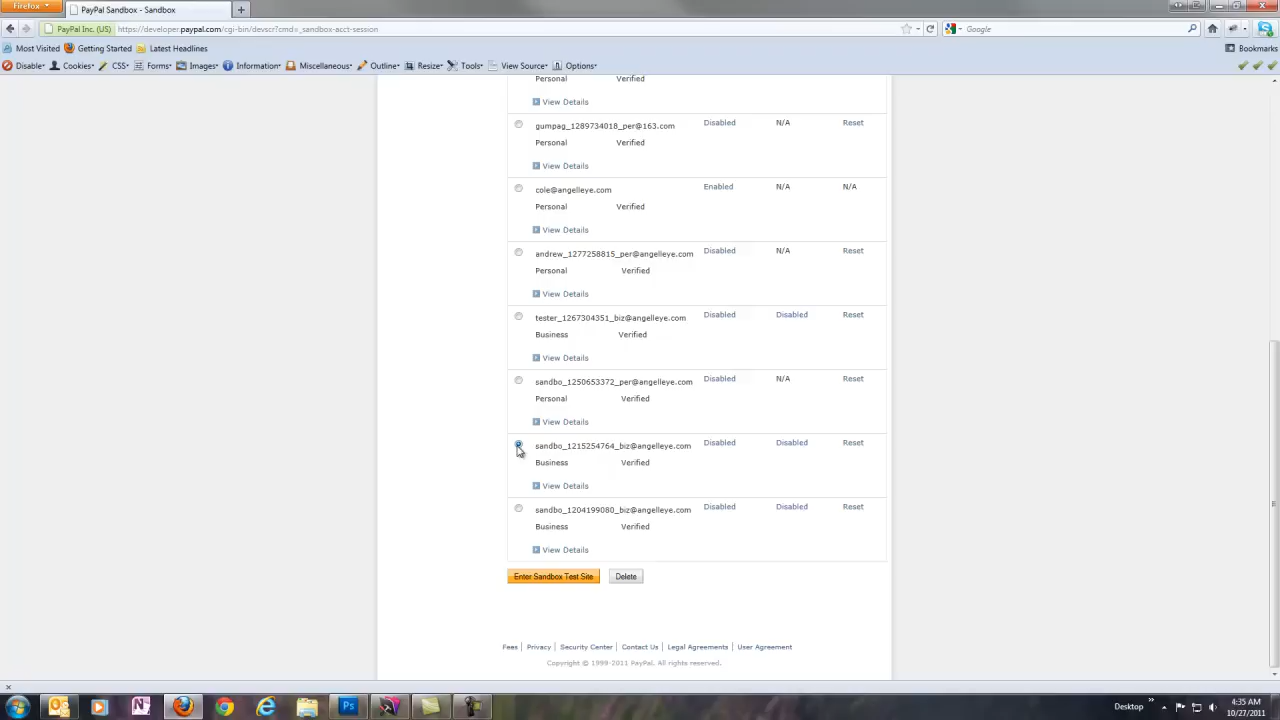 Firefox
PayPal Sandbox - Sandbox
PayPal Inc. (US) https://developer.paypal.com/cgi-bin/devscr?cmd=_sandbox-acct-session
Google
Most Visited Getting Started Latest Headlines
Bookmarks
Disable Cookies CSS Forms Images Information Miscellaneous Outline Resize Tools View Source Options
Personal Verified
View Details
gumpag_1289734018_per@163.com Disabled N/A Reset
Personal Verified
View Details
cole@angelleye.com Enabled N/A N/A
Personal Verified
View Details
andrew_1277258815_per@angelleye.com Disabled N/A Reset
Personal Verified
View Details
tester_1267304351_biz@angelleye.com Disabled Disabled Reset
Business Verified
View Details
sandbo_1250653372_per@angelleye.com Disabled N/A Reset
Personal Verified
View Details
sandbo_1215254764_biz@angelleye.com Disabled Disabled Reset
Business Verified
View Details
sandbo_1204199080_biz@angelleye.com Disabled Disabled Reset
Business Verified
View Details
Enter Sandbox Test Site Delete
Fees Privacy Security Center Contact Us Legal Agreements User Agreement
Copyright © 1999-2011 PayPal. All rights reserved.
Desktop
4:35 AM
10/27/2011